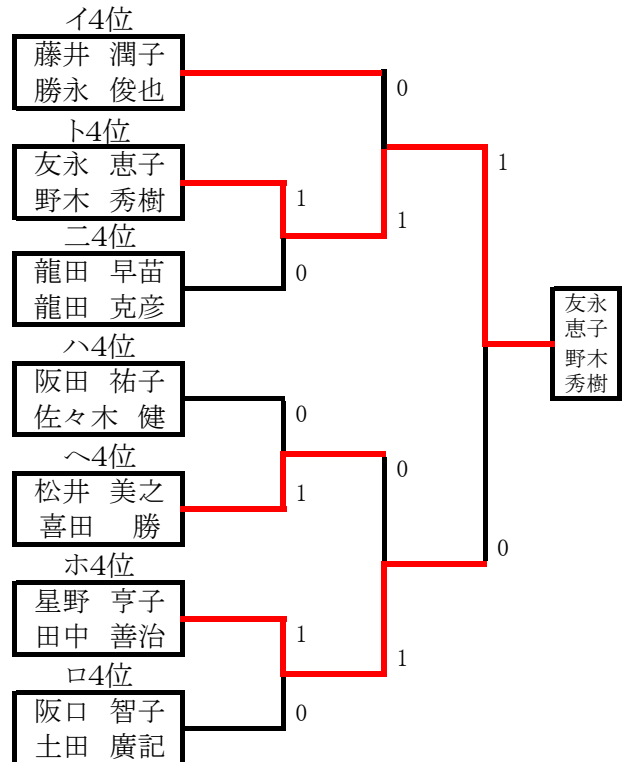 イ4位
藤井 潤子
勝永 俊也
0
ト4位
友永 恵子
野木 秀樹
1
1
1
ニ4位
龍田 早苗
龍田 克彦
0
友永
恵子
野木
秀樹
ハ4位
阪田 祐子
佐々木 健
0
ヘ4位
松井 美之
喜田 勝
0
1
0
ホ4位
星野 亨子
田中 善治
1
1
ロ4位
阪口 智子
土田 廣記
0